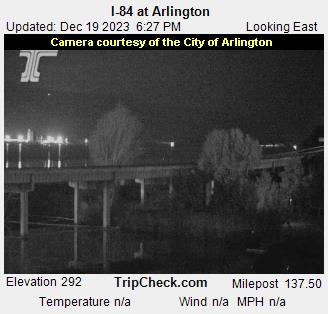 I-84 at Arlington
Updated: Dec 19 2023 6:27 PM Looking East
Camera courtesy of the City of Arlington
Elevation 292 TripCheck.com Milepost 137.50
Temperature n/a Wind n/a MPH n/a